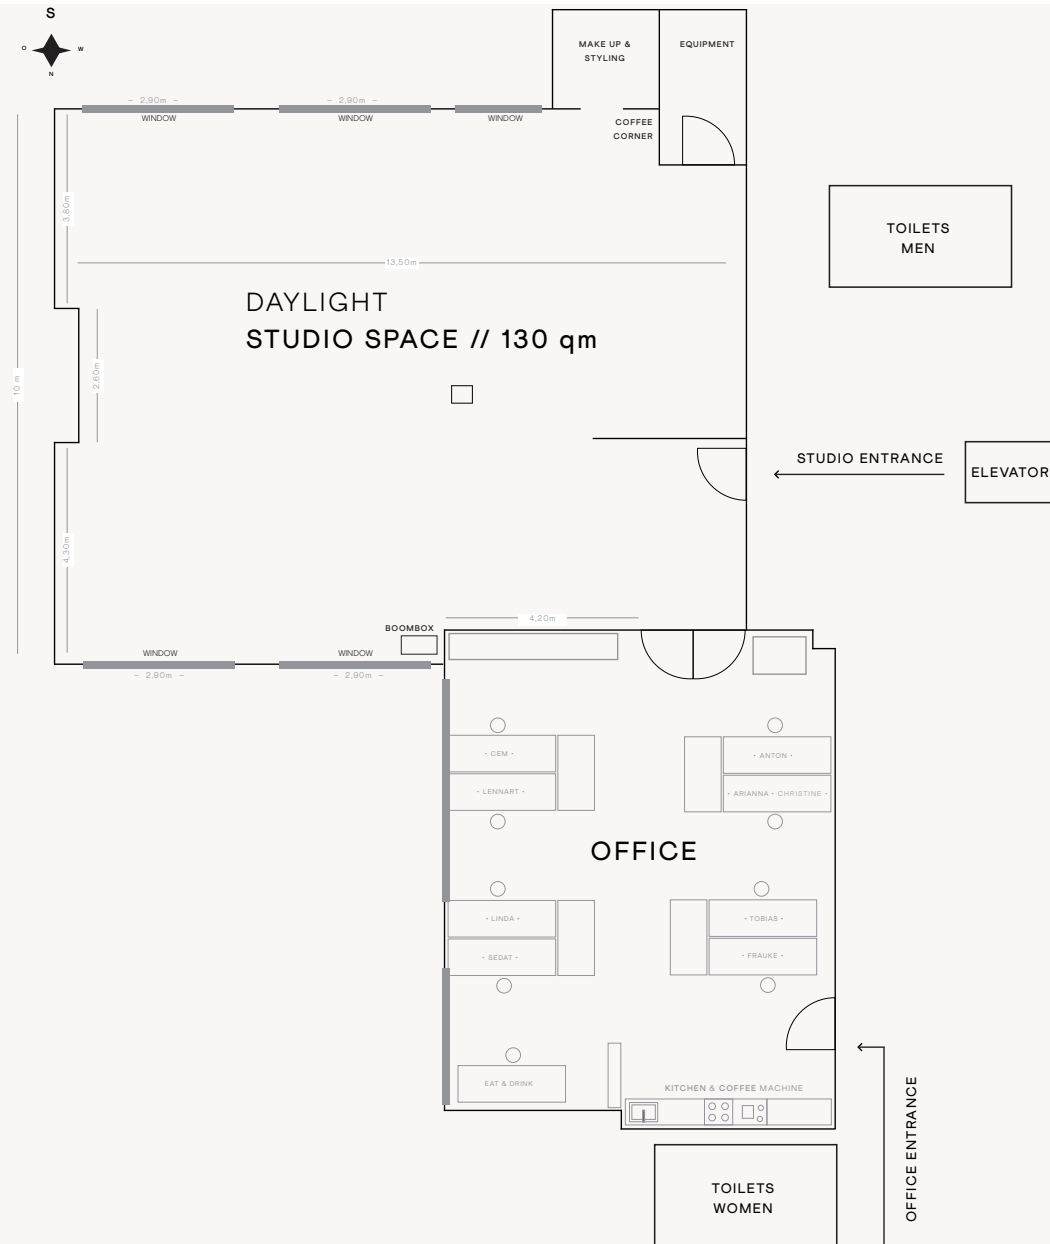 S
O
W
N
MAKE UP &
STYLING
EQUIPMENT
– 2,90m –
– 2,90m –
WINDOW
WINDOW
WINDOW
COFFEE
CORNER
3,80m
TOILETS
MEN
13,50m
DAYLIGHT
STUDIO SPACE // 130 qm
10 m
2,60m
STUDIO ENTRANCE
ELEVATOR
4,30m
4,20m
BOOMBOX
WINDOW
WINDOW
– 2,90m –
– 2,90m –
• CEM •
• ANTON •
• LENNART •
• ARIANNA • CHRISTINE •
OFFICE
• LINDA •
• TOBIAS •
• SEDAT •
• FRAUKE •
EAT & DRINK
KITCHEN & COFFEE MACHINE
OFFICE ENTRANCE
TOILETS
WOMEN